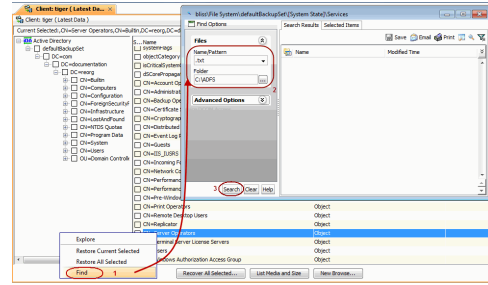 Client: tiger ( Latest Data )
Client: tiger ( Latest Data )
Current Selected:,CN=Server Operators,CN=Builtin,DC=reorg,DC=d
Active Directory
defaultBackupSet
DC=com
DC=documentation
DC=reorg
CN=Builtin
CN=Computers
CN=Configuration
CN=ForeignSecurityF
CN=Infrastructure
CN=LostAndFound
CN=NTDS Quotas
CN=Program Data
CN=System
CN=Users
OU=Domain Controlle
S... Name
systemFlags
objectCategory
isCriticalSystem
dSCorePropagat
CN=Account Op
CN=Administrat
CN=Backup Ope
CN=Certificate
CN=Cryptograp
CN=Distributed
CN=Event Log R
CN=Guests
CN=IIS_IUSRS
CN=Incoming Fo
CN=Network Co
CN=Performanc
CN=Performanc
CN=Pre-Window
CN=Print Operators Object
CN=Remote Desktop Users Object
CN=Replicator Object
CN=Server Operators Object
Terminal Server License Servers Object
Users Object
Windows Authorization Access Group Object
bliss\File System\defaultBackupSet\[System State]\Services
Find Options
Files
Name/Pattern
.txt
Folder
C:\ADFS
...
2
Advanced Options
3 Search Clear Help
Search Results Selected Items
Save Email Print
Name Modified Time
Explore
Restore Current Selected
Restore All Selected
Find 1
Recover All Selected... List Media and Size New Browse...